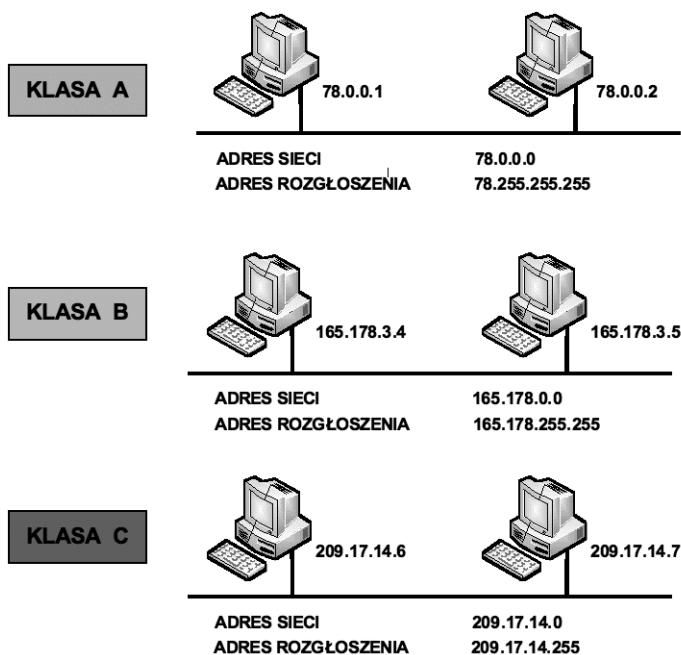 KLASA A
78.0.0.1 78.0.0.2
ADRES SIECI 78.0.0.0
ADRES ROZGŁOSZENIA 78.255.255.255
KLASA B
165.178.3.4 165.178.3.5
ADRES SIECI 165.178.0.0
ADRES ROZGŁOSZENIA 165.178.255.255
KLASA C
209.17.14.6 209.17.14.7
ADRES SIECI 209.17.14.0
ADRES ROZGŁOSZENIA 209.17.14.255